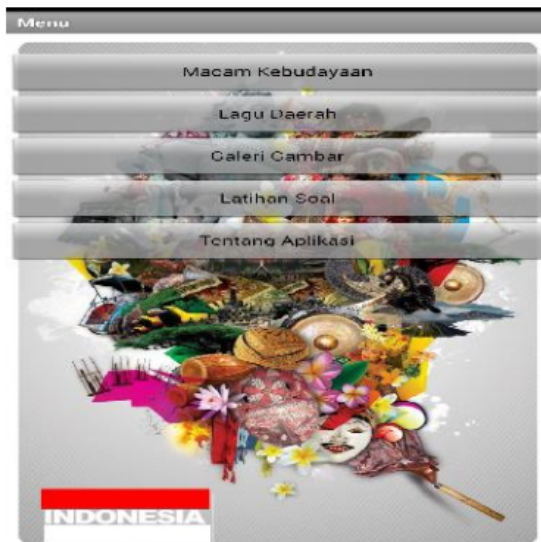 Menu
Macam Kebudayaan
Lagu Daerah
Galeri Gambar
Latihan Soal
Tentang Aplikasi
INDONESIA